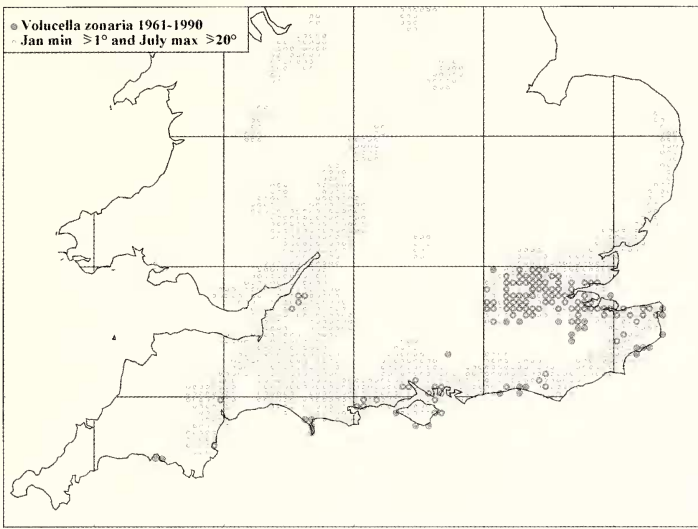 Volucella zonaria 1961-1990
Jan min ≥1° and July max ≥20°